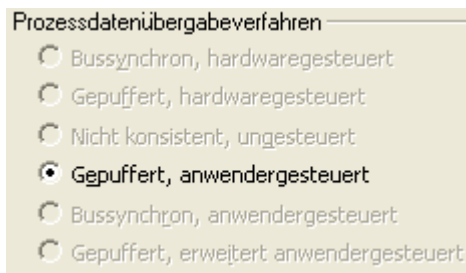 Prozessdatenübergabeverfahren
Bussynchron, hardwaregesteuert
Gepuffert, hardwaregesteuert
Nicht konsistent, ungesteuert
Gepuffert, anwendergesteuert
Bussynchron, anwendergesteuert
Gepuffert, erweitert anwendergesteuert